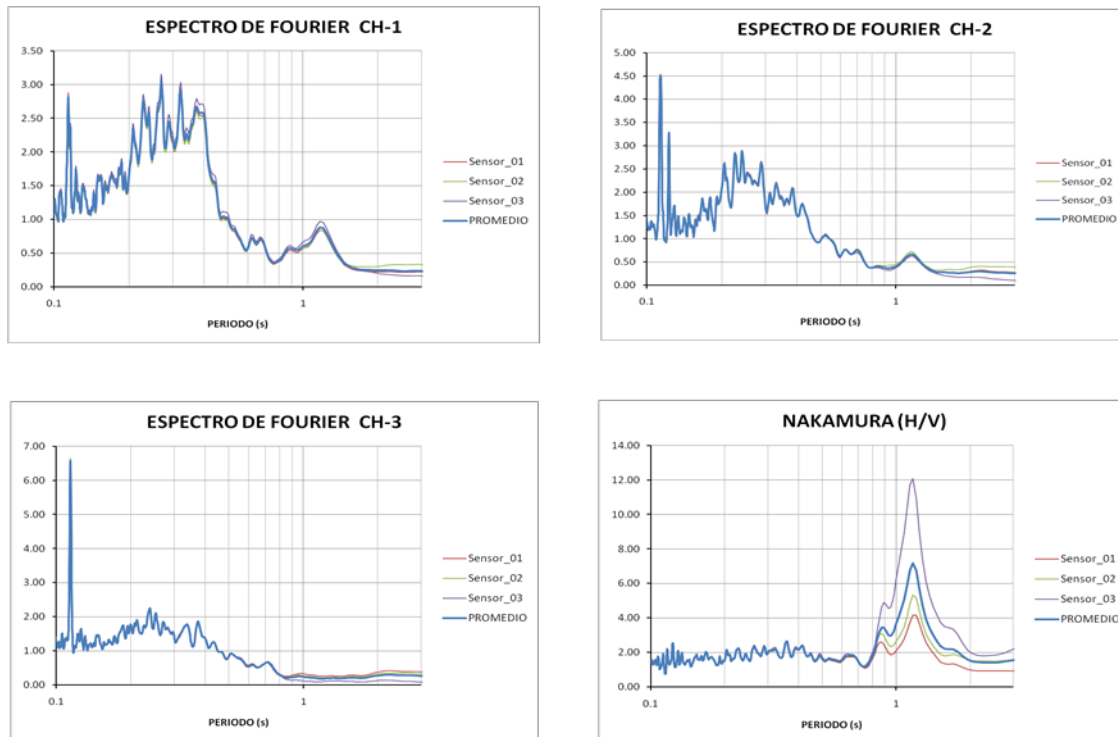 ESPECTRO DE FOURIER CH-1
3.50
3.00
2.50
2.00
1.50
1.00
0.50
0.00
0.1
1
PERIODO (s)
Sensor_01
Sensor_02
Sensor_03
PROMEDIO
ESPECTRO DE FOURIER CH-2
5.00
4.50
4.00
3.50
3.00
2.50
2.00
1.50
1.00
0.50
0.00
0.1
1
PERIODO (s)
Sensor_01
Sensor_02
Sensor_03
PROMEDIO
ESPECTRO DE FOURIER CH-3
7.00
6.00
5.00
4.00
3.00
2.00
1.00
0.00
0.1
1
PERIODO (s)
Sensor_01
Sensor_02
Sensor_03
PROMEDIO
NAKAMURA (H/V)
14.00
12.00
10.00
8.00
6.00
4.00
2.00
0.00
0.1
1
PERIODO (s)
Sensor_01
Sensor_02
Sensor_03
PROMEDIO